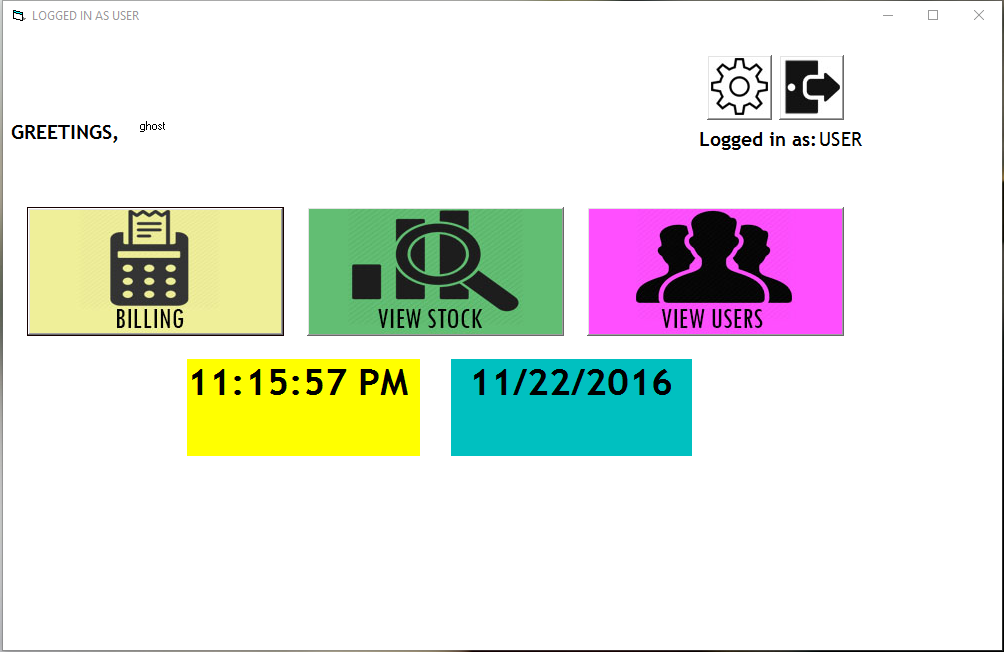 LOGGED IN AS USER
GREETINGS, ghost
Logged in as: USER
BILLING
VIEW STOCK
VIEW USERS
11:15:57 PM
11/22/2016